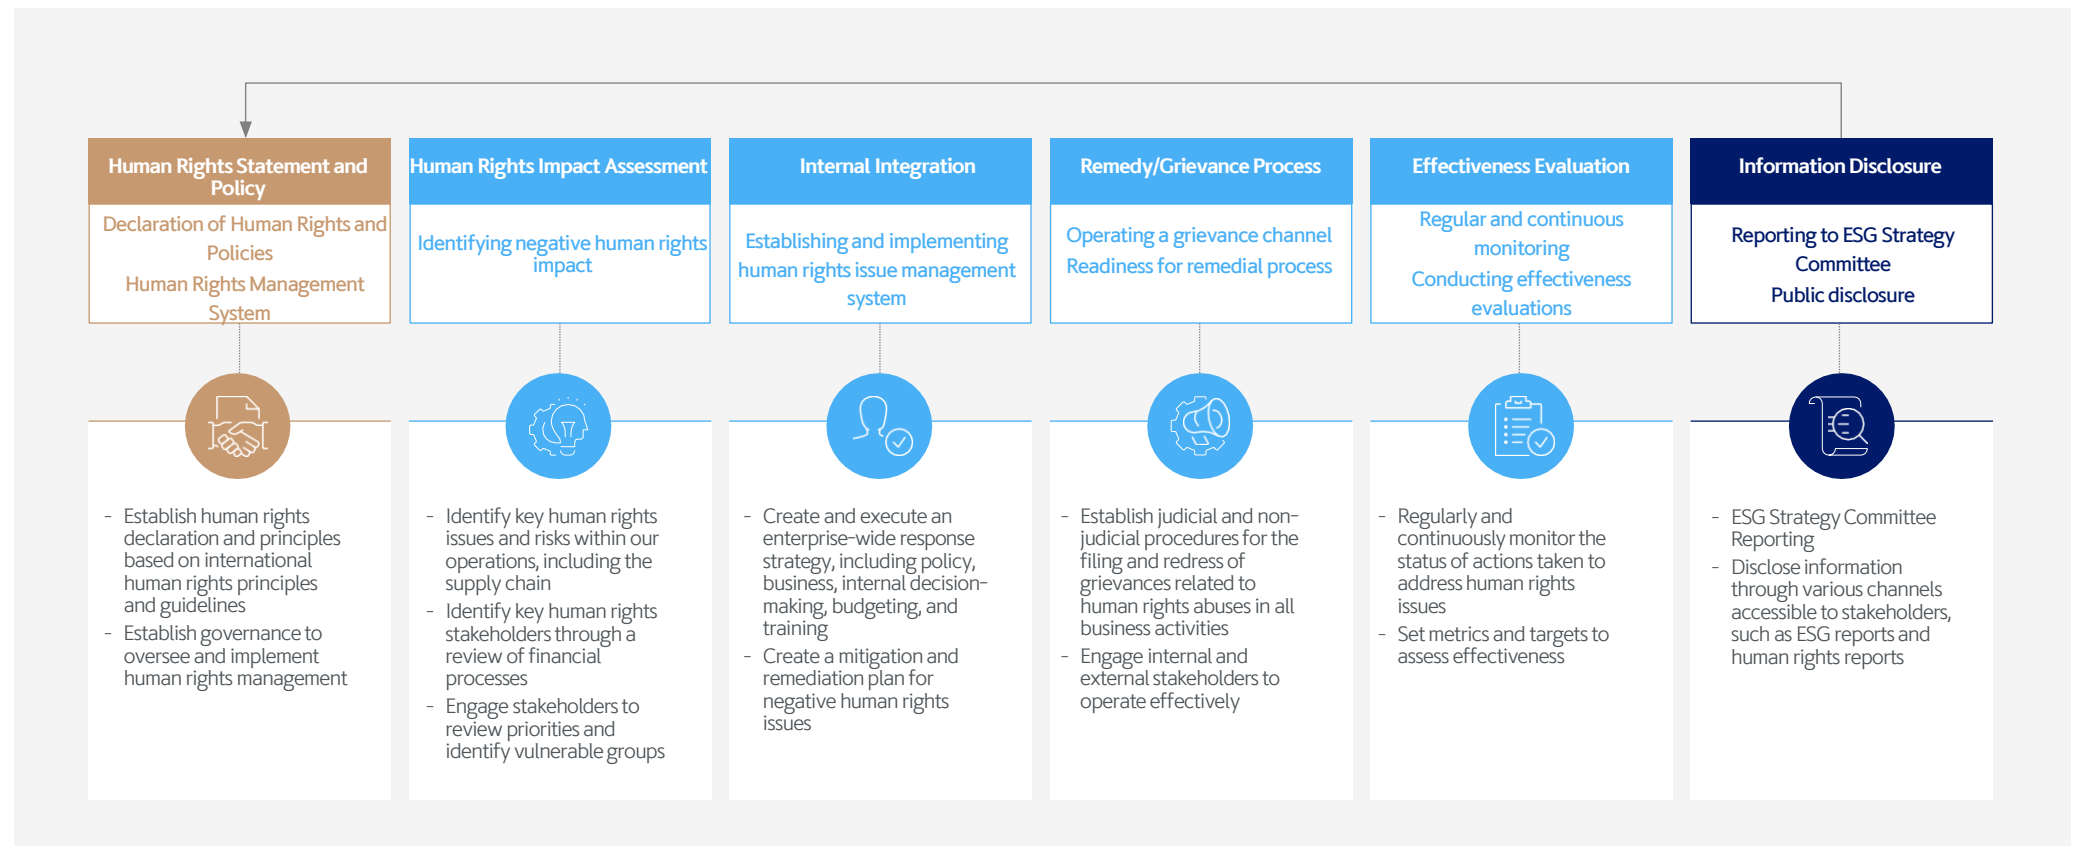 Human Rights Statement and
Policy
Declaration of Human Rights and
Policies
Human Rights Management
System
- Establish human rights
declaration and principles
based on international
human rights principles
and guidelines
- Establish governance to
oversee and implement
human rights management
Human Rights Impact Assessment
Identifying negative human rights
impact
- Identify key human rights
issues and risks within our
operations, including the
supply chain
- Identify key human rights
stakeholders through a
review of financial
processes
- Engage stakeholders to
review priorities and
identify vulnerable groups
Internal Integration
Establishing and implementing
human rights issue management
system
- Create and execute an
enterprise-wide response
strategy, including policy,
business, internal decision-
making, budgeting, and
training
- Create a mitigation and
remediation plan for
negative human rights
issues
Remedy/Grievance Process
Operating a grievance channel
Readiness for remedial process
- Establish judicial and non-
judicial procedures for the
filing and redress of
grievances related to
human rights abuses in all
business activities
- Engage internal and
external stakeholders to
operate effectively
Effectiveness Evaluation
Regular and continuous
monitoring
Conducting effectiveness
evaluations
- Regularly and
continuously monitor the
status of actions taken to
address human rights
issues
- Set metrics and targets to
assess effectiveness
Information Disclosure
Reporting to ESG Strategy
Committee
Public disclosure
- ESG Strategy Committee
Reporting
- Disclose information
through various channels
accessible to stakeholders,
such as ESG reports and
human rights reports